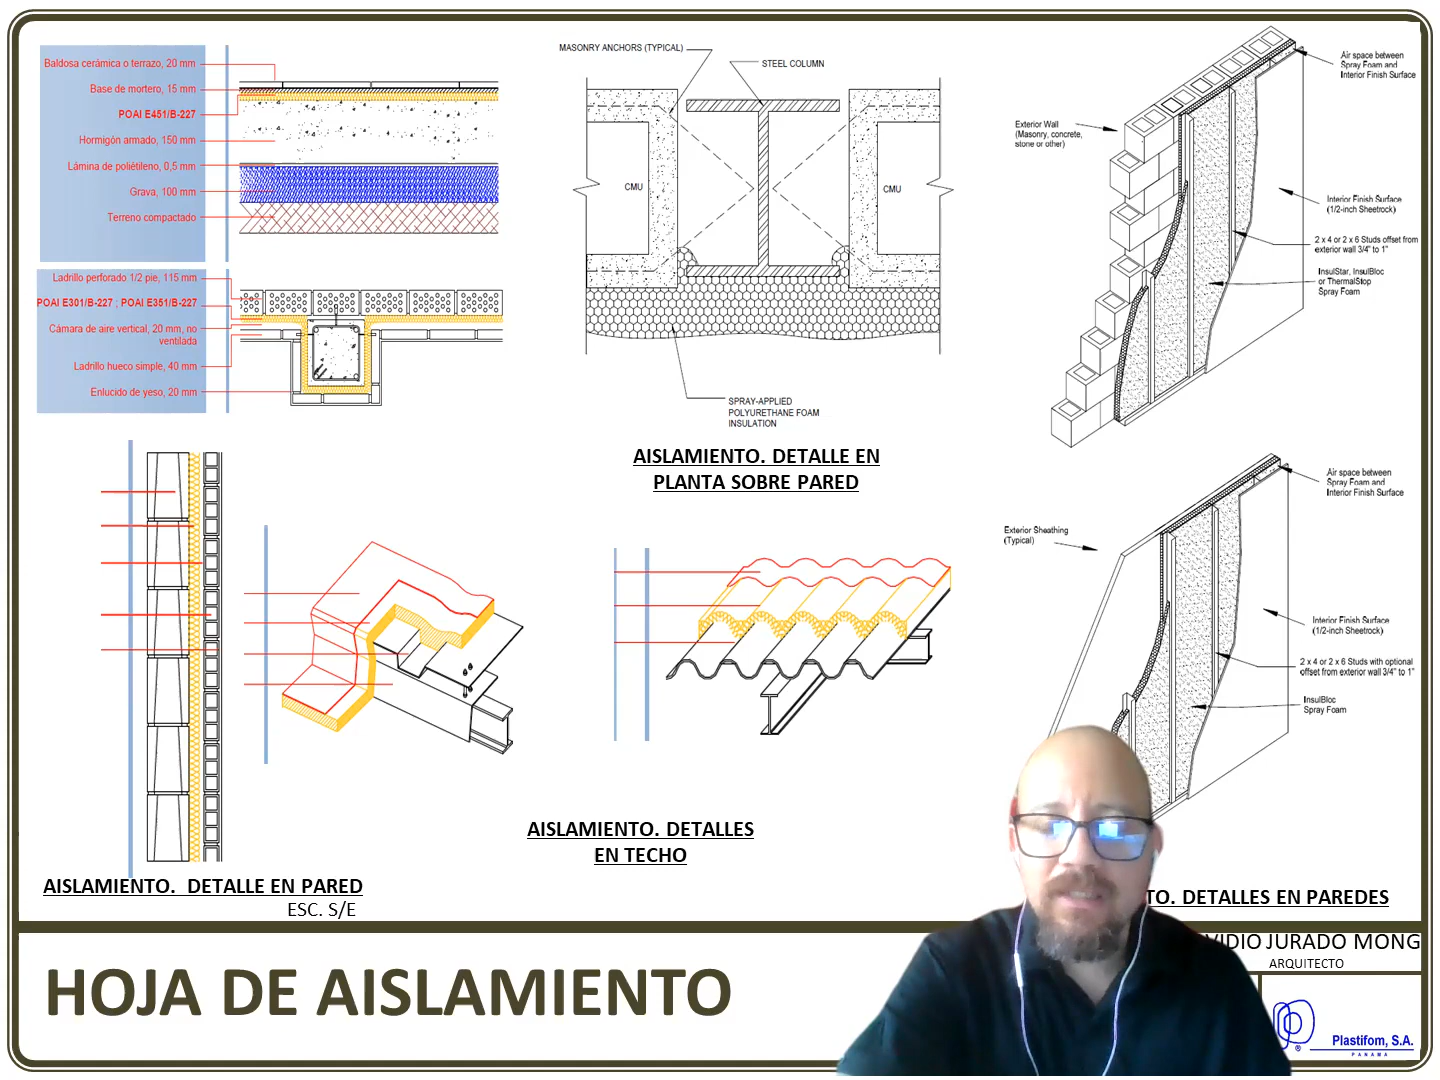 Baldosa cerámica o terrazo, 20 mm
Base de mortero, 15 mm
POAI E451/B-227
Hormigón armado, 150 mm
Lámina de poliétileno, 0,5 mm
Grava, 100 mm
Terreno compactado
Ladrillo perforado 1/2 pie, 115 mm
POAI E301/B-227 ; POAI E351/B-227
Cámara de aire vertical, 20 mm, no
ventilada
Ladrillo hueco simple, 40 mm
Enlucido de yeso, 20 mm
AISLAMIENTO. DETALLE EN PARED
ESC. S/E
MASONRY ANCHORS (TYPICAL)
STEEL COLUMN
CMU
CMU
SPRAY-APPLIED
POLYURETHANE FOAM
INSULATION
AISLAMIENTO. DETALLE EN
PLANTA SOBRE PARED
AISLAMIENTO. DETALLES
EN TECHO
Air space between
Spray Foam and
Interior Finish Surface
Exterior Wall
(Masonry, concrete,
stone or other)
Interior Finish Surface
(1/2-inch Sheetrock)
2 x 4 or 2 x 6 Studs offset from
exterior wall 3/4" to 1"
InsulStar, InsulBloc
or ThermalStop
Spray Foam
Air space between
Spray Foam and
Interior Finish Surface
Exterior Sheathing
(Typical)
Interior Finish Surface
(1/2-inch Sheetrock)
2 x 4 or 2 x 6 Studs with optional
offset from exterior wall 3/4" to 1"
InsulBloc
Spray Foam
TO. DETALLES EN PAREDES
HOJA DE AISLAMIENTO
VIDIO JURADO MONG
ARQUITECTO
Plastifom, S.A.
PANAMA